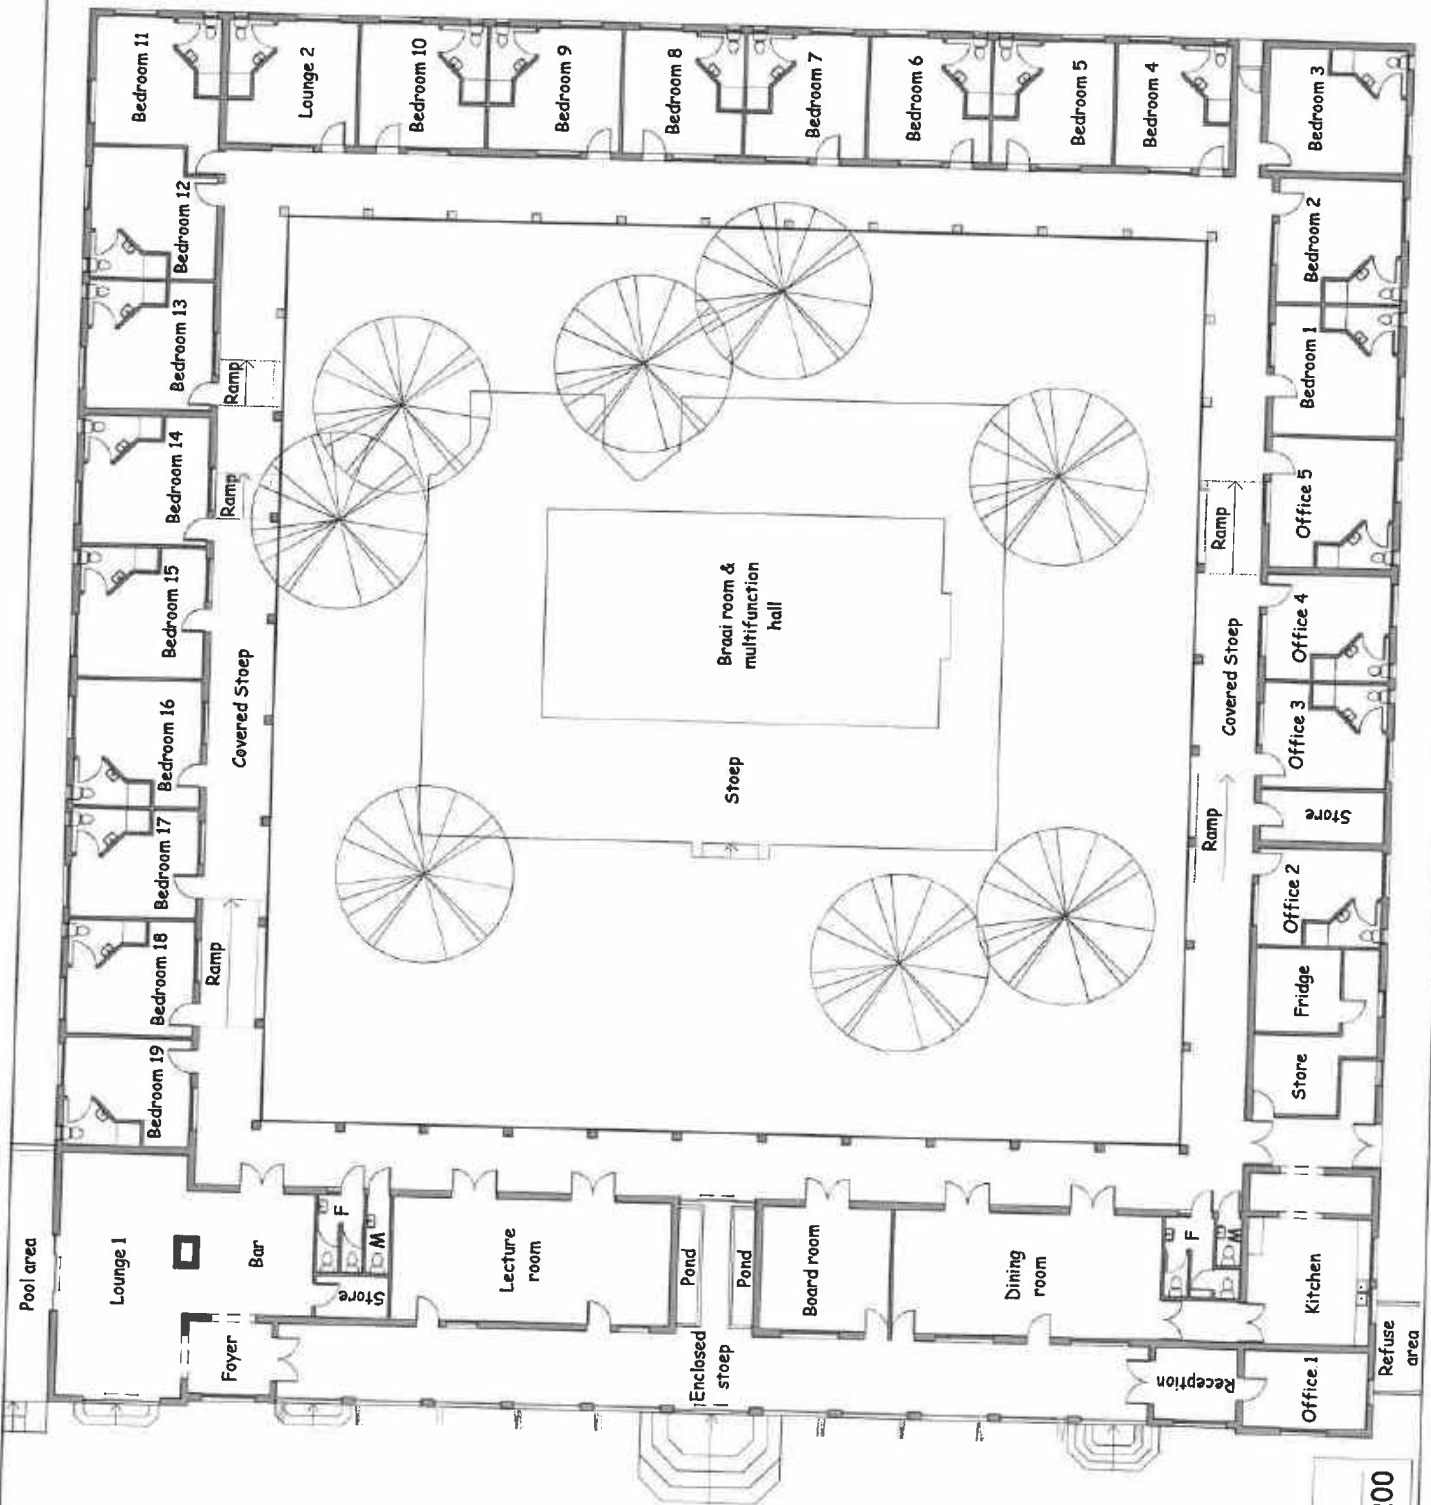 Bedroom 11
Lounge 2
Bedroom 10
Bedroom 9
Bedroom 8
Bedroom 7
Bedroom 6
Bedroom 5
Bedroom 4
Bedroom 3
Bedroom 12
Bedroom 2
Bedroom 13
Bedroom 1
Ramp
Bedroom 14
Ramp
Office 5
Ramp
Bedroom 15
Braai room &
multifunction
hall
Office 4
Covered Stoep
Covered Stoep
Bedroom 16
Office 3
Stoep
Store
Bedroom 17
Ramp
Office 2
Bedroom 18
Ramp
Fridge
Bedroom 19
Store
Pool area
Lounge 1
Bar
F
M
Store
Lecture
room
Pond
Pond
Board room
Dining
room
F
M
Kitchen
Foyer
Enclosed
stoep
Reception
Office 1
Refuse
area
00